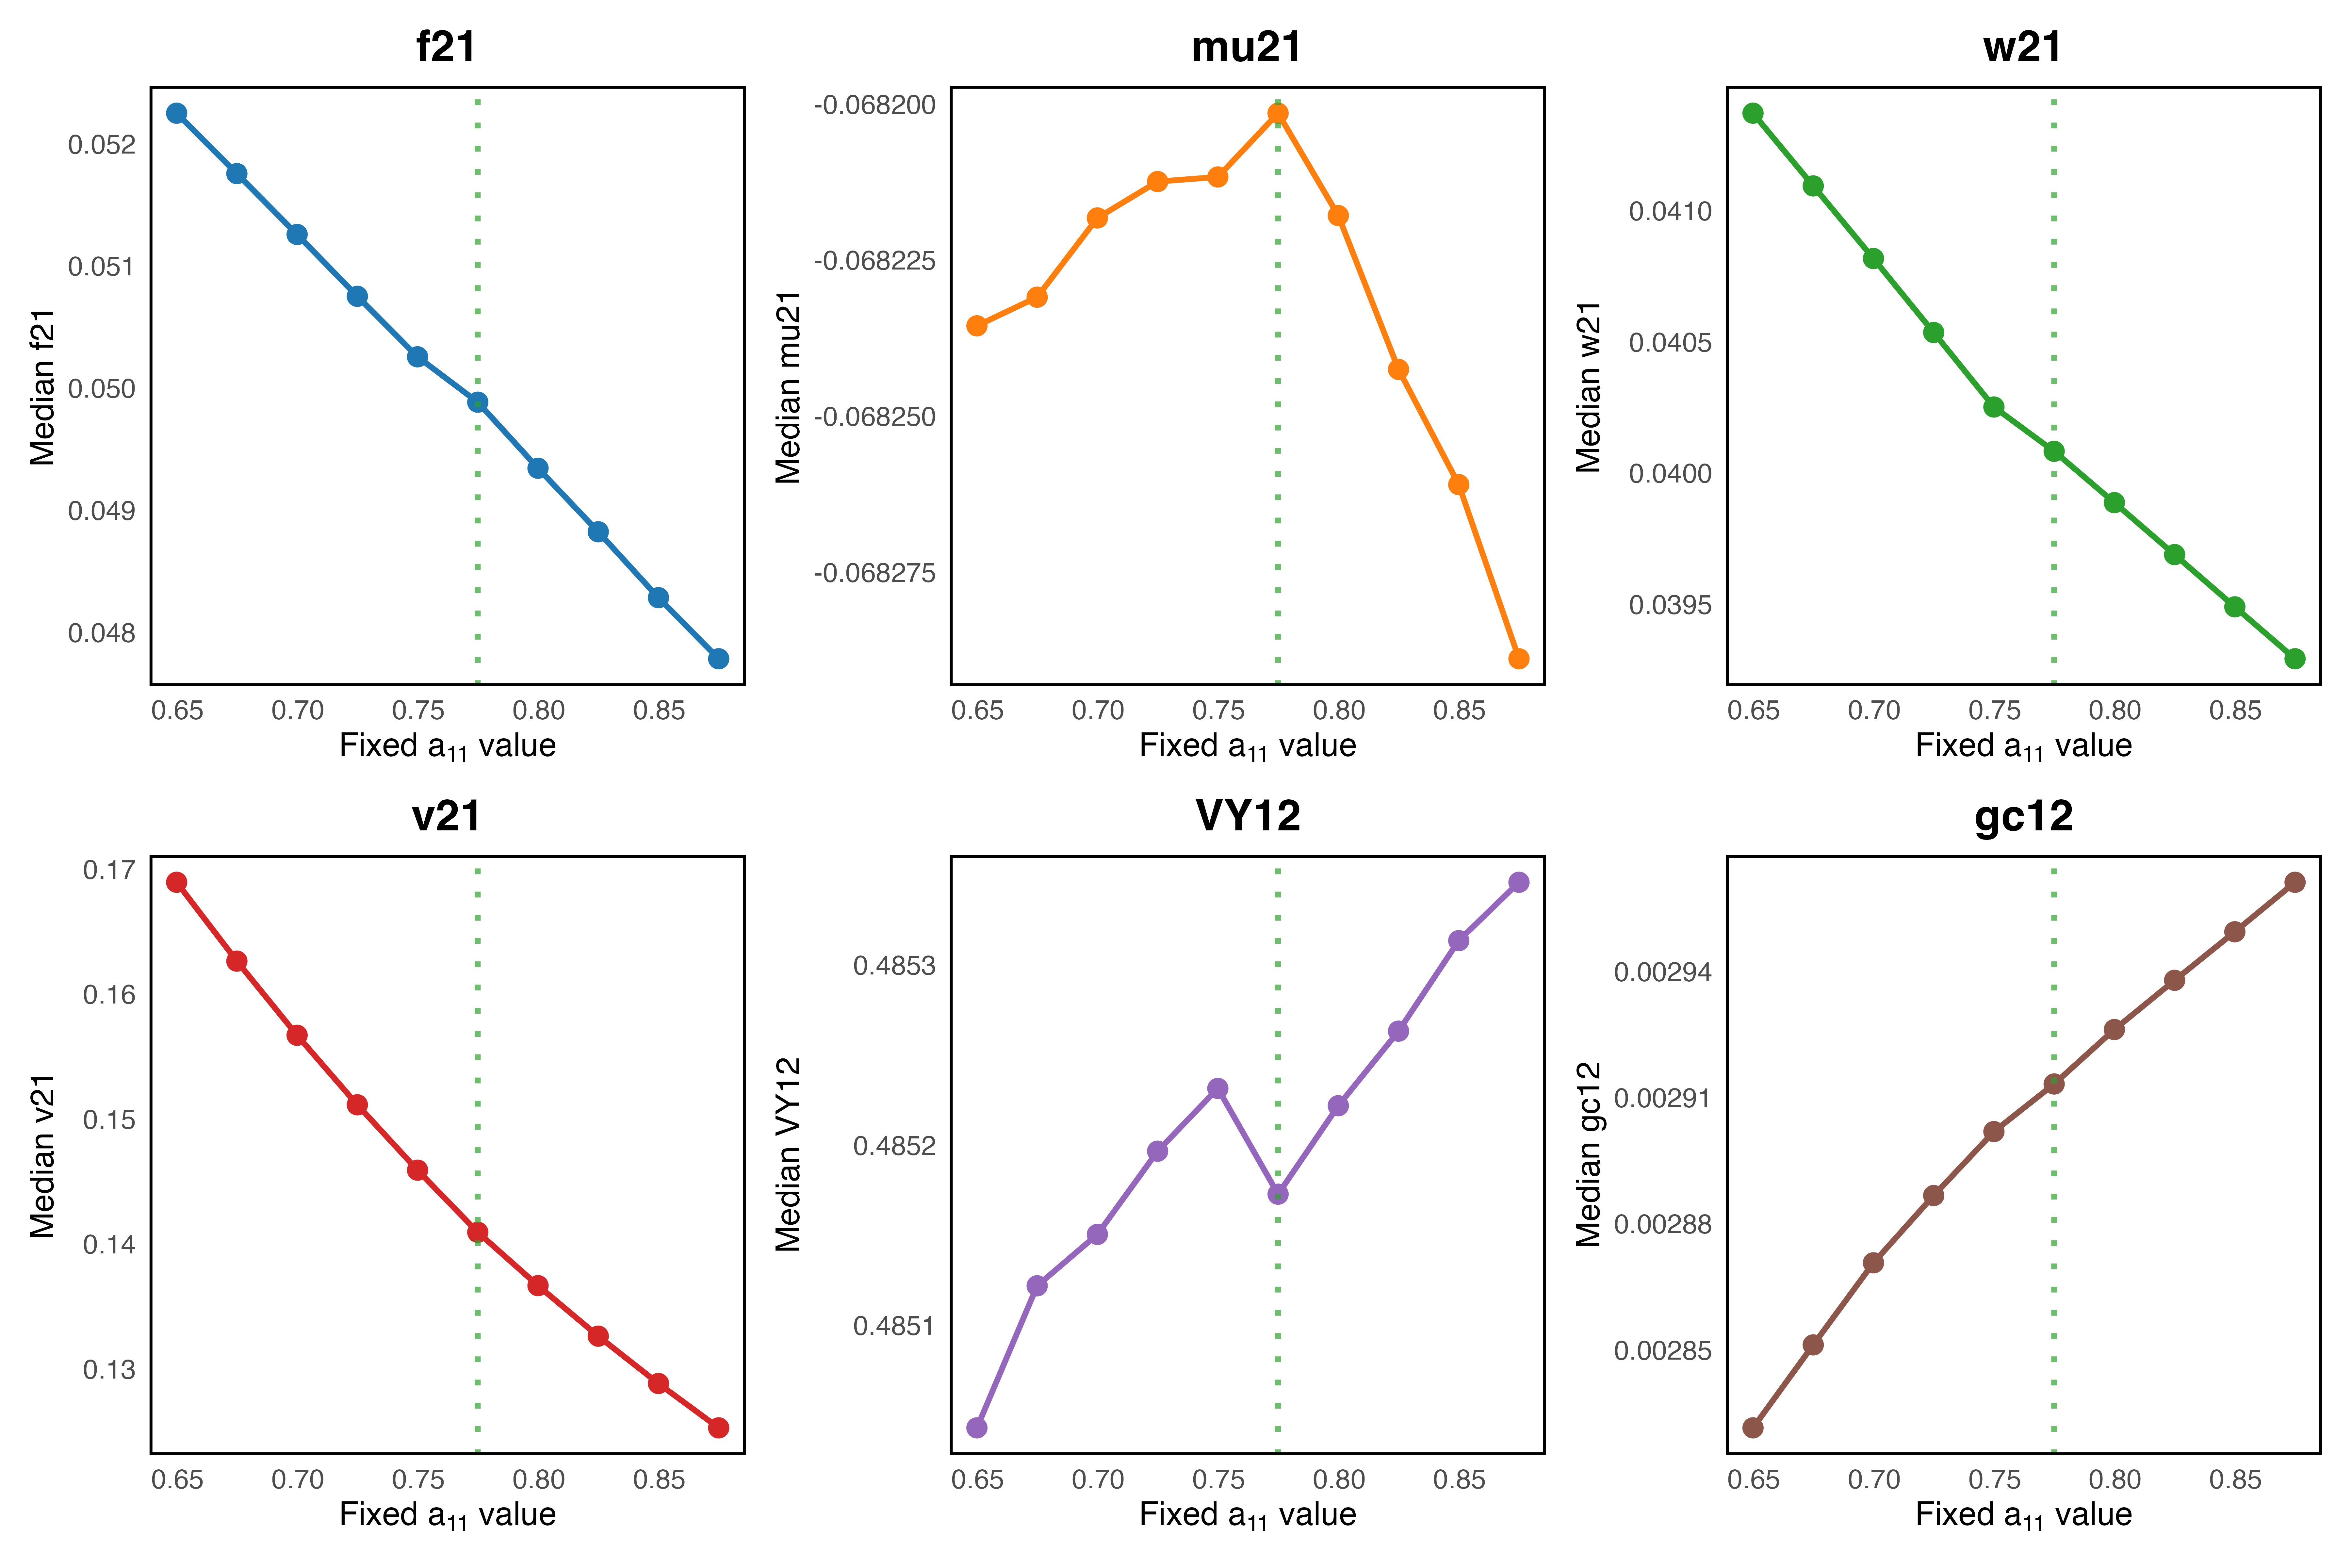 f21
mu21
w21
Median f21
0.052
0.051
0.050
0.049
0.048
0.65 0.70 0.75 0.80 0.85
Fixed a₁₁ value
Median mu21
-0.068200
-0.068225
-0.068250
-0.068275
0.65 0.70 0.75 0.80 0.85
Fixed a₁₁ value
Median w21
0.0410
0.0405
0.0400
0.0395
0.65 0.70 0.75 0.80 0.85
Fixed a₁₁ value
v21
VY12
gc12
Median v21
0.17
0.16
0.15
0.14
0.13
0.65 0.70 0.75 0.80 0.85
Fixed a₁₁ value
Median VY12
0.4853
0.4852
0.4851
0.65 0.70 0.75 0.80 0.85
Fixed a₁₁ value
Median gc12
0.00294
0.00291
0.00288
0.00285
0.65 0.70 0.75 0.80 0.85
Fixed a₁₁ value